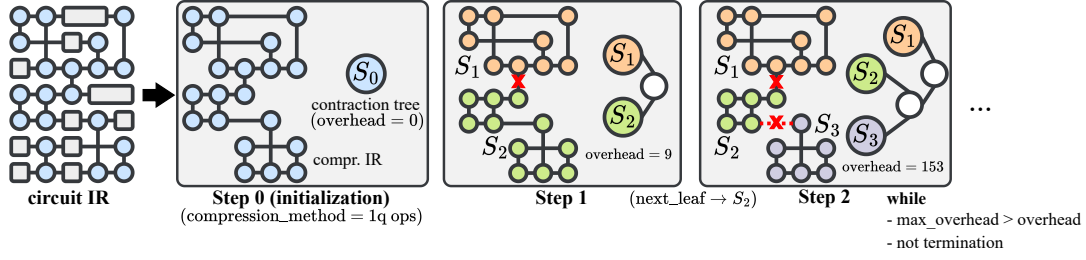 S₀
contraction tree
(overhead = 0)
compr. IR
circuit IR
Step 0 (initialization)
(compression_method = 1q ops)
S₁
S₁
S₂
S₂
overhead = 9
Step 1
(next_leaf → S₂)
S₁
S₁
S₂
S₂
S₃
S₃
overhead = 153
Step 2
...
while
- max_overhead > overhead
- not termination